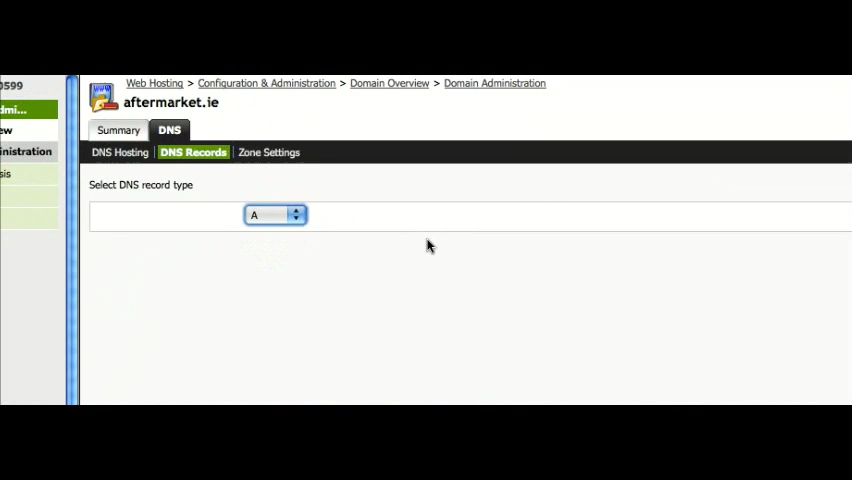 0599
Web Hosting > Configuration & Administration > Domain Overview > Domain Administration
aftermarket.ie
dmi...
ew
Summary DNS
inistration
DNS Hosting DNS Records Zone Settings
sis
Select DNS record type
A